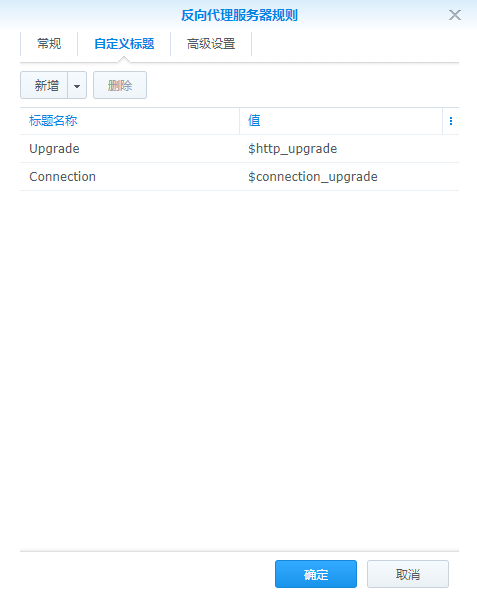 反向代理服务器规则
常规 自定义标题 高级设置
新增 删除
标题名称 值
Upgrade $http_upgrade
Connection $connection_upgrade
确定 取消